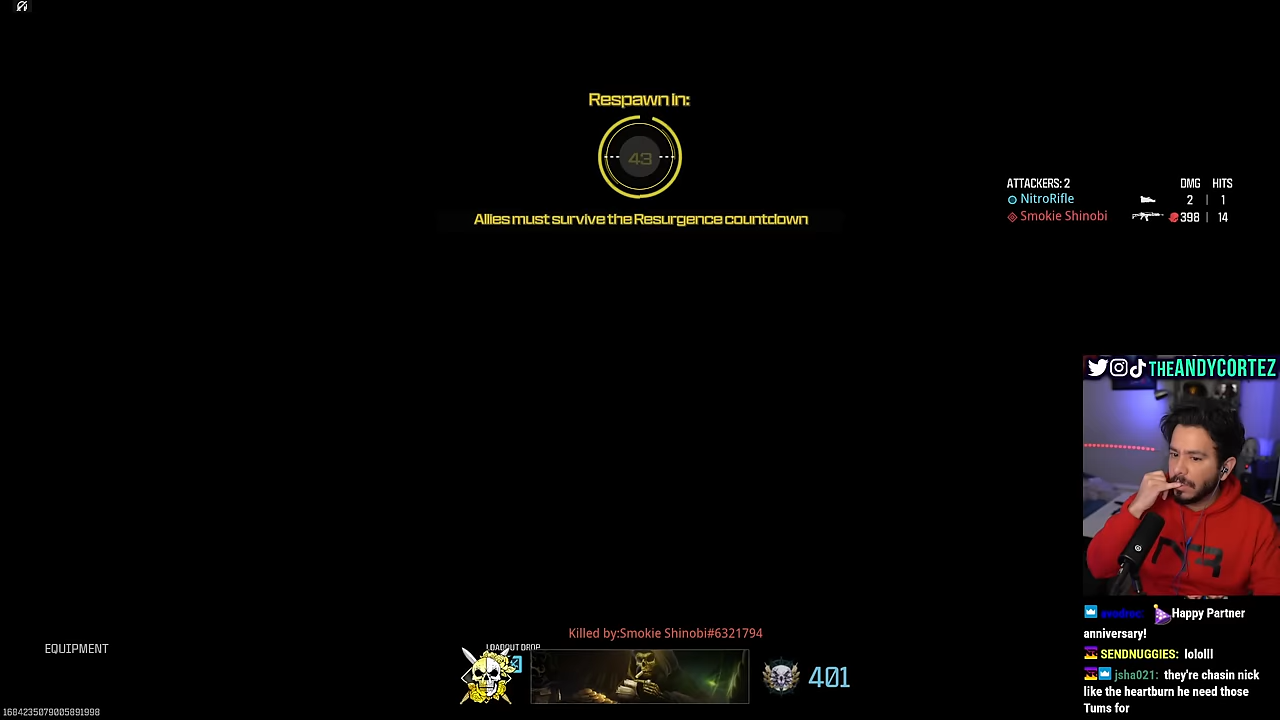 Respawn In:
43
Allies must survive the Resurgence countdown
ATTACKERS: 2 DMG HITS
NitroRifle 2 | 1
Smokie Shinobi 398 | 14
THEANDYCORTEZ
Happy Partner
anniversary!
SENDNUGGIES: lololll
jsha021: they're chasin nick
like the heartburn he need those
Tums for
Killed by:Smokie Shinobi#6321794
EQUIPMENT
LOADOUT DROP
401
1684235079005891998